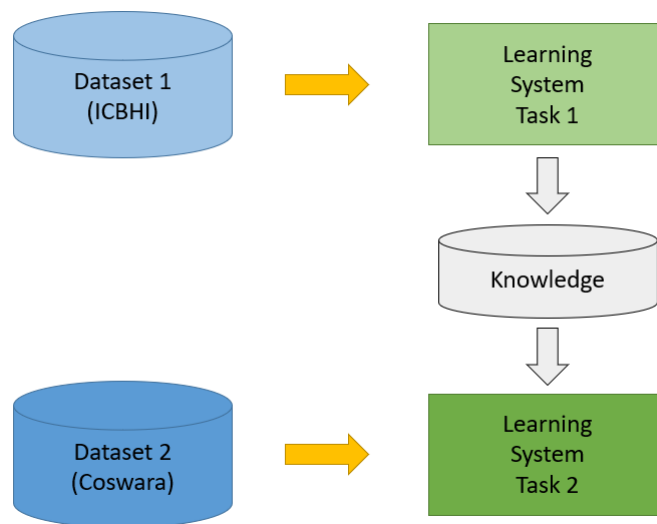 Dataset 1
(ICBHI)
Learning
System
Task 1
Knowledge
Dataset 2
(Coswara)
Learning
System
Task 2